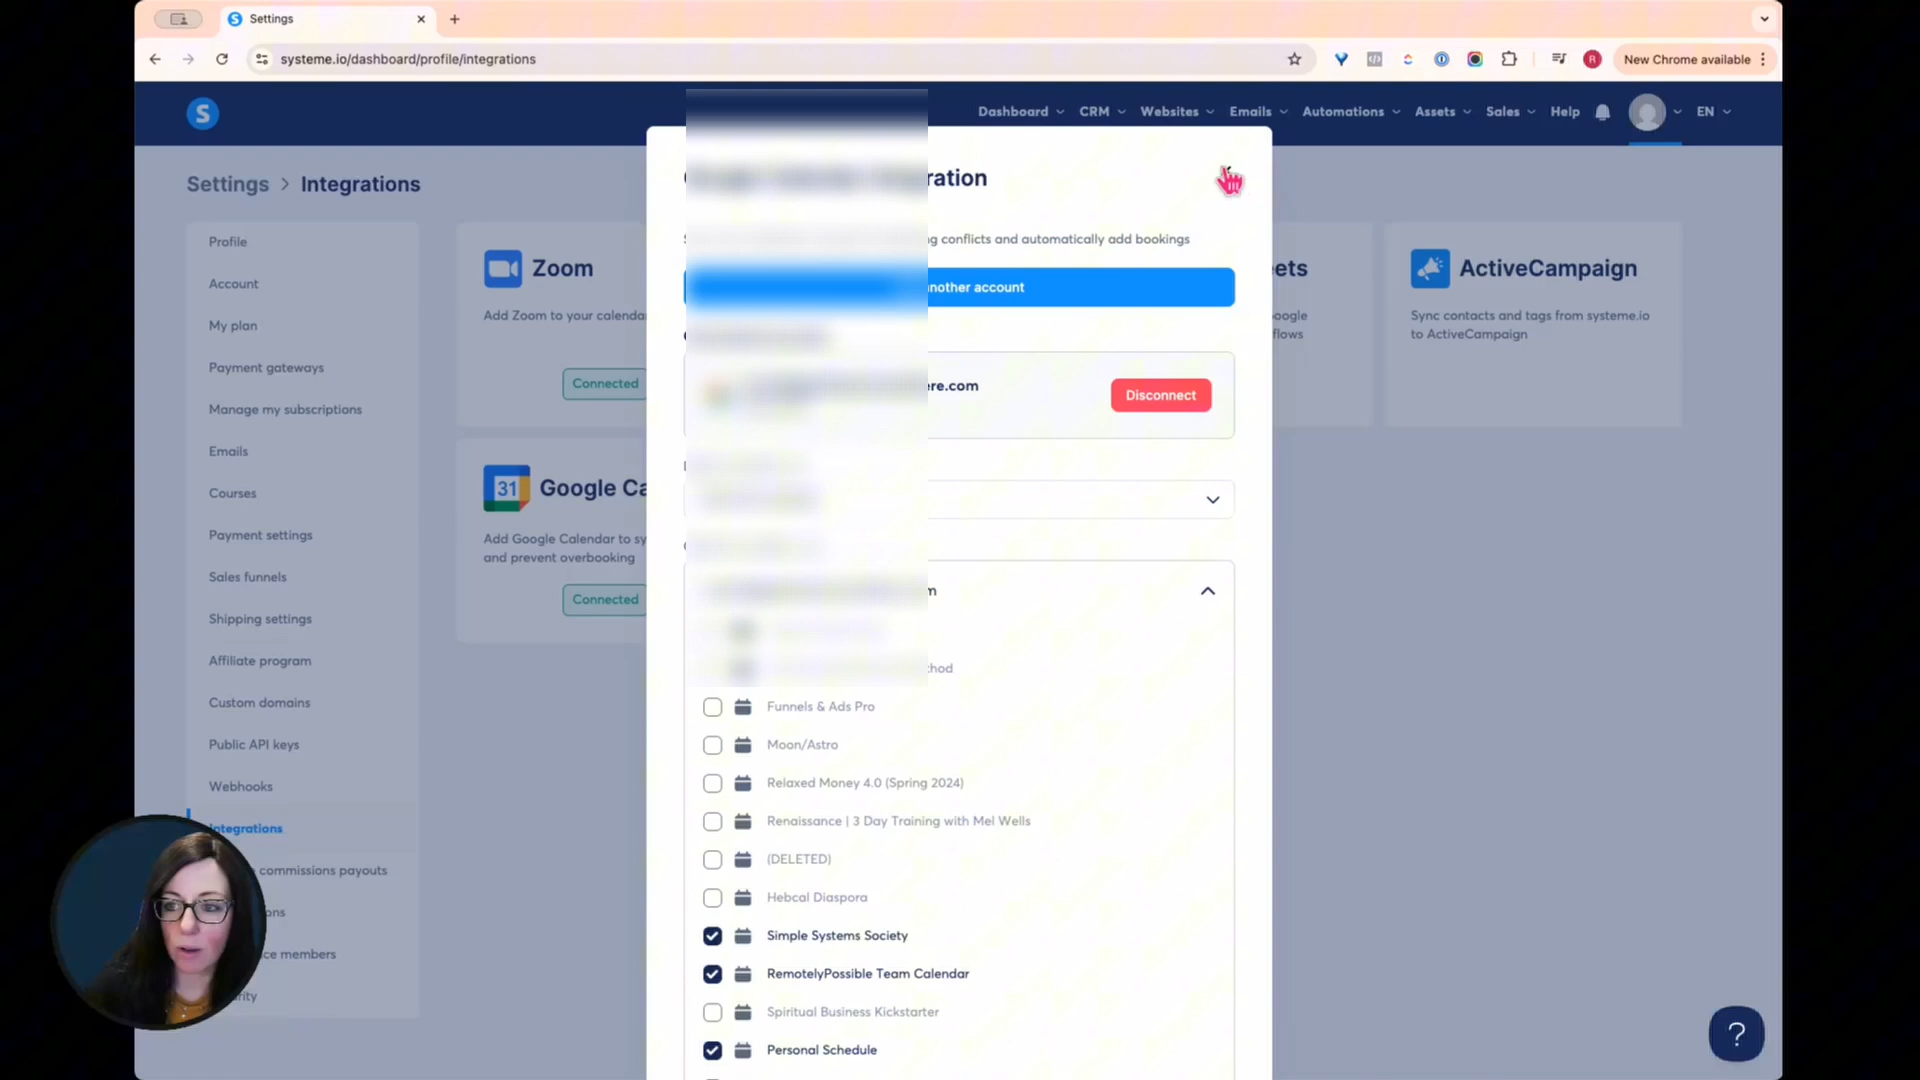 Settings
systeme.io/dashboard/profile/integrations
R
New Chrome available
S
Dashboard
CRM
Websites
Emails
Automations
Assets
Sales
Help
EN
Settings > Integrations
Profile
Account
My plan
Payment gateways
Manage my subscriptions
Emails
Courses
Payment settings
Sales funnels
Shipping settings
Affiliate program
Custom domains
Public API keys
Webhooks
Integrations
commissions payouts
ons
ce members
rity
Zoom
Add Zoom to your calenda
Connected
31
Google Ca
Add Google Calendar to sy
and prevent overbooking
Connected
ration
g conflicts and automatically add bookings
another account
re.com
Disconnect
m
hod
Funnels & Ads Pro
Moon/Astro
Relaxed Money 4.0 (Spring 2024)
Renaissance | 3 Day Training with Mel Wells
(DELETED)
Hebcal Diaspora
Simple Systems Society
RemotelyPossible Team Calendar
Spiritual Business Kickstarter
Personal Schedule
ets
oogle
flows
ActiveCampaign
Sync contacts and tags from systeme.io
to ActiveCampaign
?